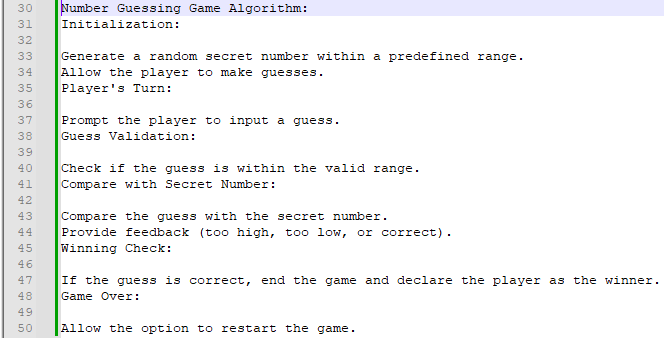 30 Number Guessing Game Algorithm:
31 Initialization:
32
33 Generate a random secret number within a predefined range.
34 Allow the player to make guesses.
35 Player's Turn:
36
37 Prompt the player to input a guess.
38 Guess Validation:
39
40 Check if the guess is within the valid range.
41 Compare with Secret Number:
42
43 Compare the guess with the secret number.
44 Provide feedback (too high, too low, or correct).
45 Winning Check:
46
47 If the guess is correct, end the game and declare the player as the winner.
48 Game Over:
49
50 Allow the option to restart the game.